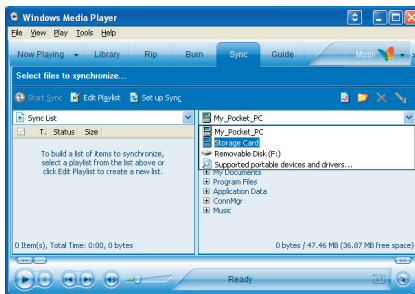 Windows Media Player
File View Play Tools Help
Now Playing Library Rip Burn Sync Guide Music
Select files to synchronize...
Start Sync Edit Playlist Set up Sync
Sync List My_Pocket_PC
T. Status Size
My_Pocket_PC
Storage Card
Removable Disk (F:)
Supported portable devices and drivers...
To build a list of items to synchronize,
select a playlist from the list above or
click Edit Playlist to create a new list.
My Documents
Program Files
Application Data
ConnMgr
Music
0 Item(s), Total Time: 0:00, 0 bytes 0 bytes / 47.46 MB (36.87 MB free space)
Ready